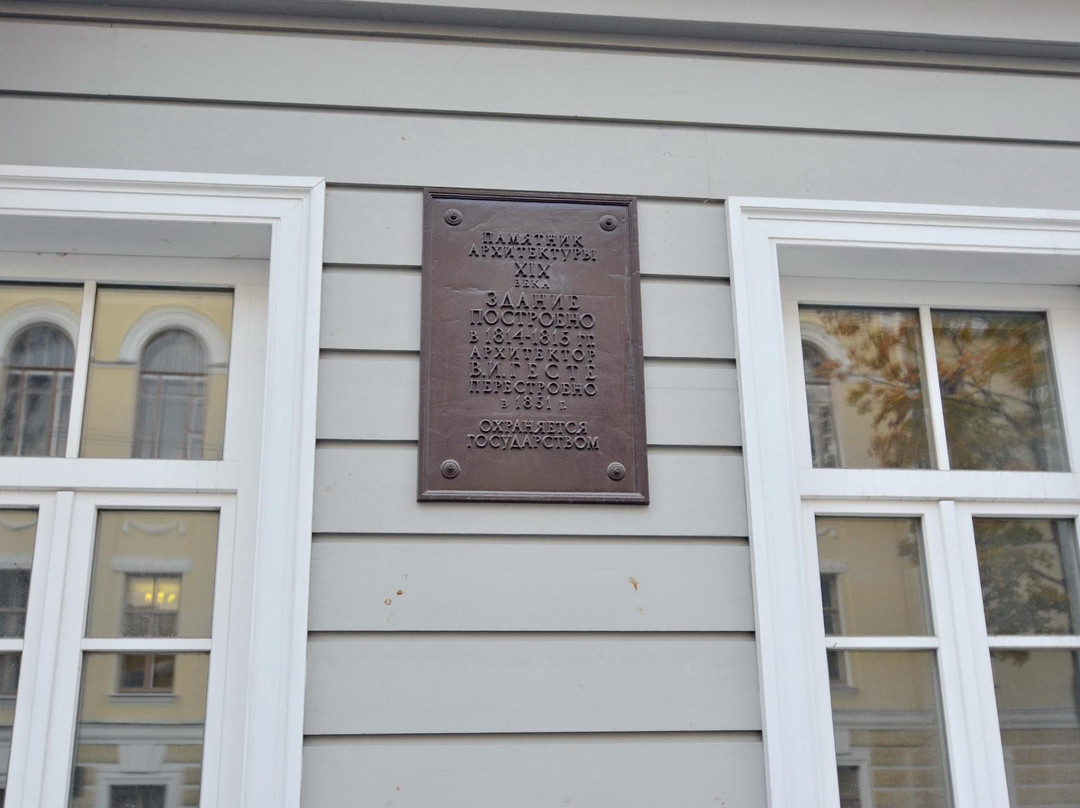 ПАМЯТНИК
АРХИТЕКТУРЫ
XIX
ВЕКА
ЗДАНИЕ
ПОСТРОЕНО
В 1814-1815 ГГ
АРХИТЕКТОР
В.И.ГЕСТЕ
ПЕРЕСТРОЕНО
В 1851 г.
ОХРАНЯЕТСЯ
ГОСУДАРСТВОМ